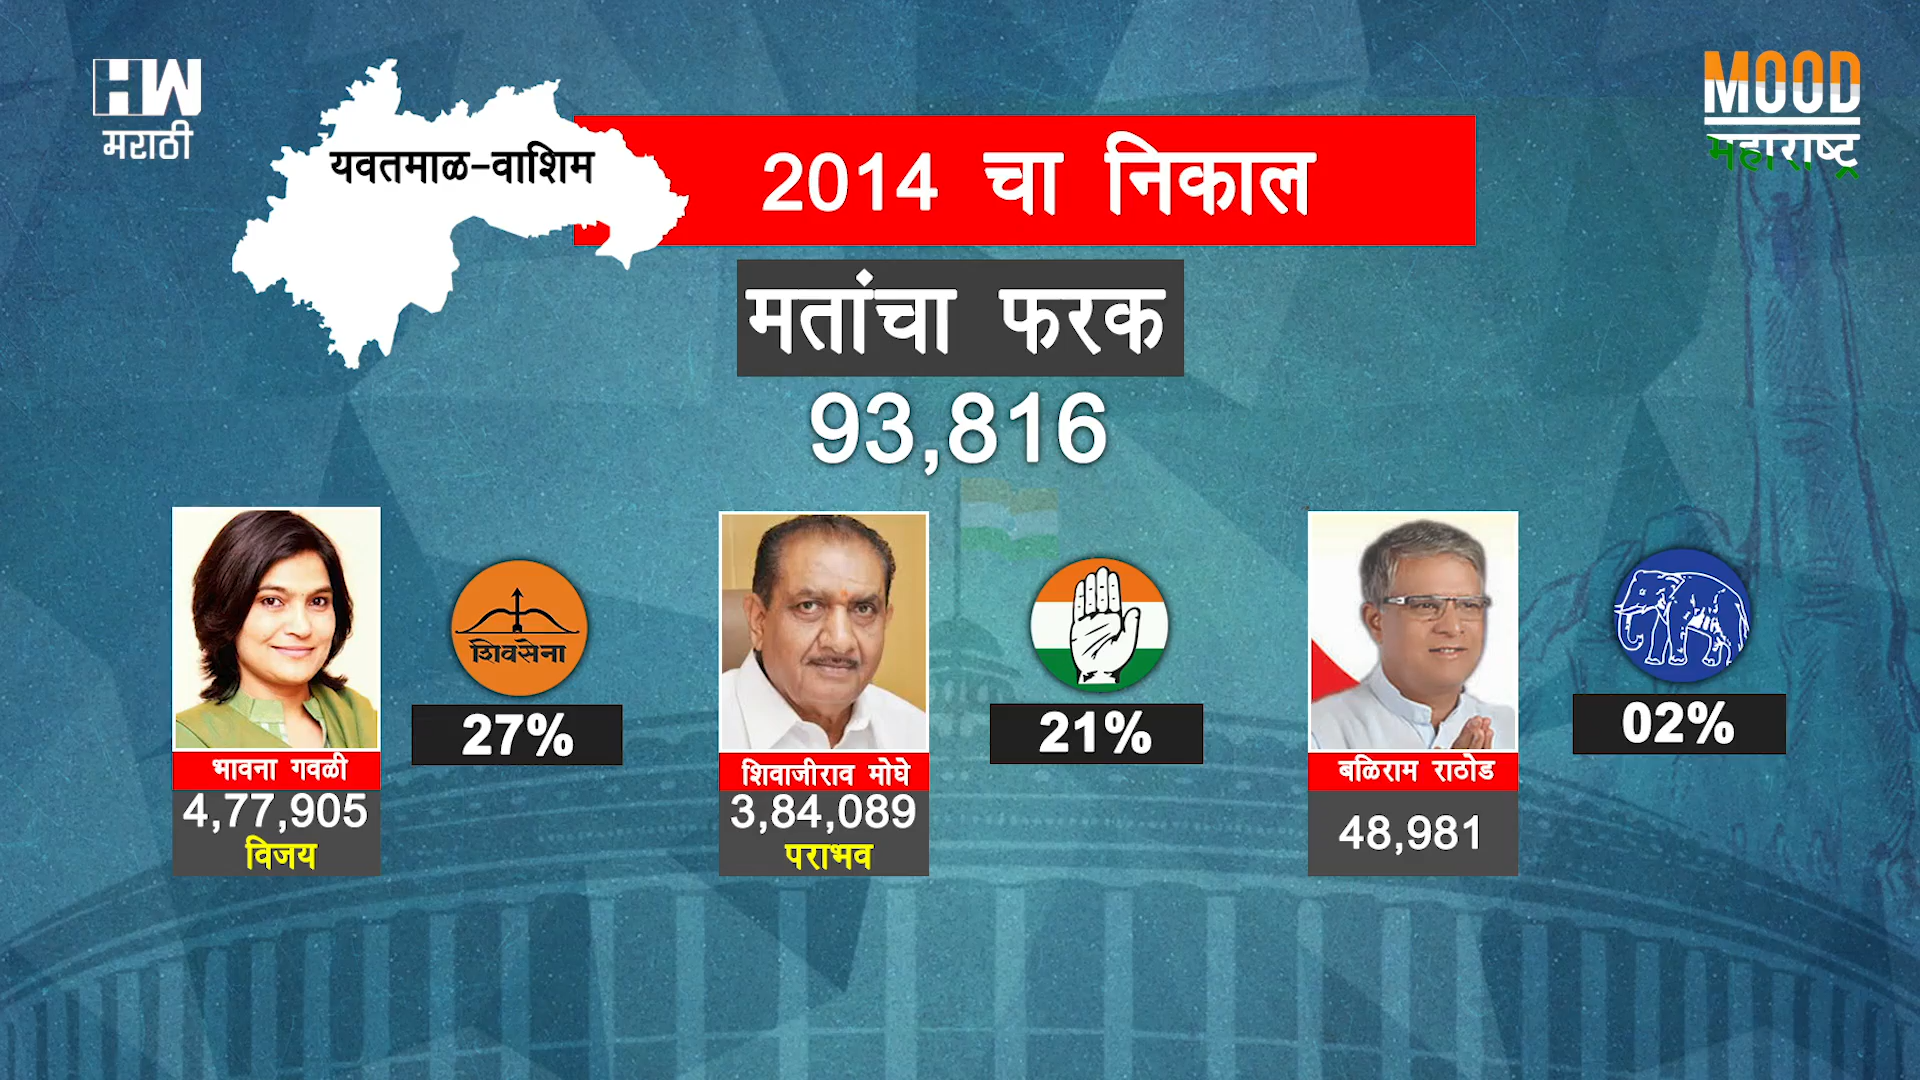 HW
मराठी
MOOD
महाराष्ट्र
यवतमाळ-वाशिम
2014 चा निकाल
मतांचा फरक
93,816
शिवसेना
27%
21%
02%
भावना गवळी
4,77,905
विजय
शिवाजीराव मोघे
3,84,089
पराभव
बळिराम राठोड
48,981